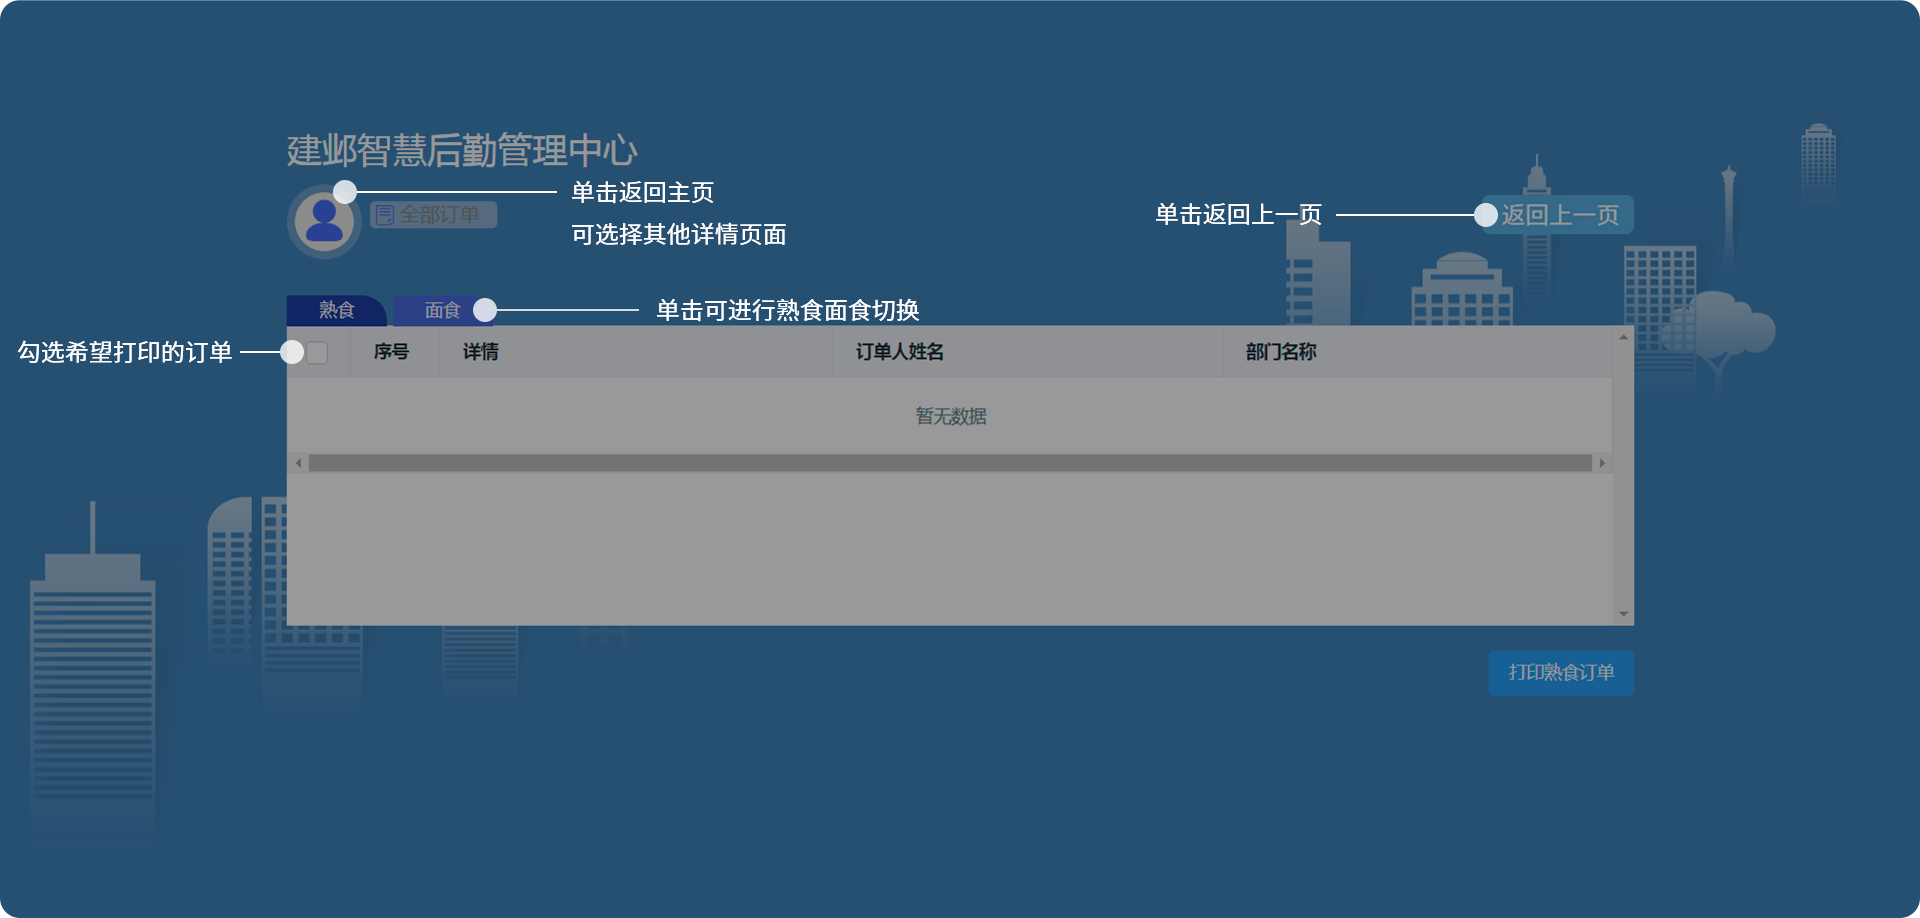 建邺智慧后勤管理中心
单击返回主页
全部订单
可选择其他详情页面
单击返回上一页
返回上一页
熟食
面食
单击可进行熟食面食切换
勾选希望打印的订单
序号
详情
订单人姓名
部门名称
暂无数据
打印熟食订单